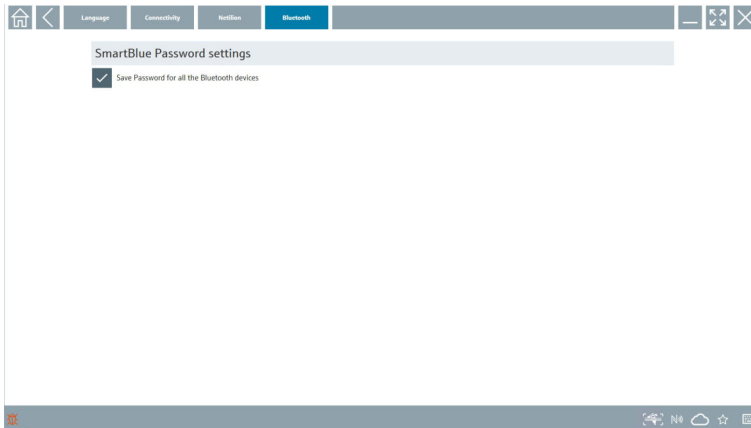 Language Connectivity Netilion Bluetooth
SmartBlue Password settings
Save Password for all the Bluetooth devices